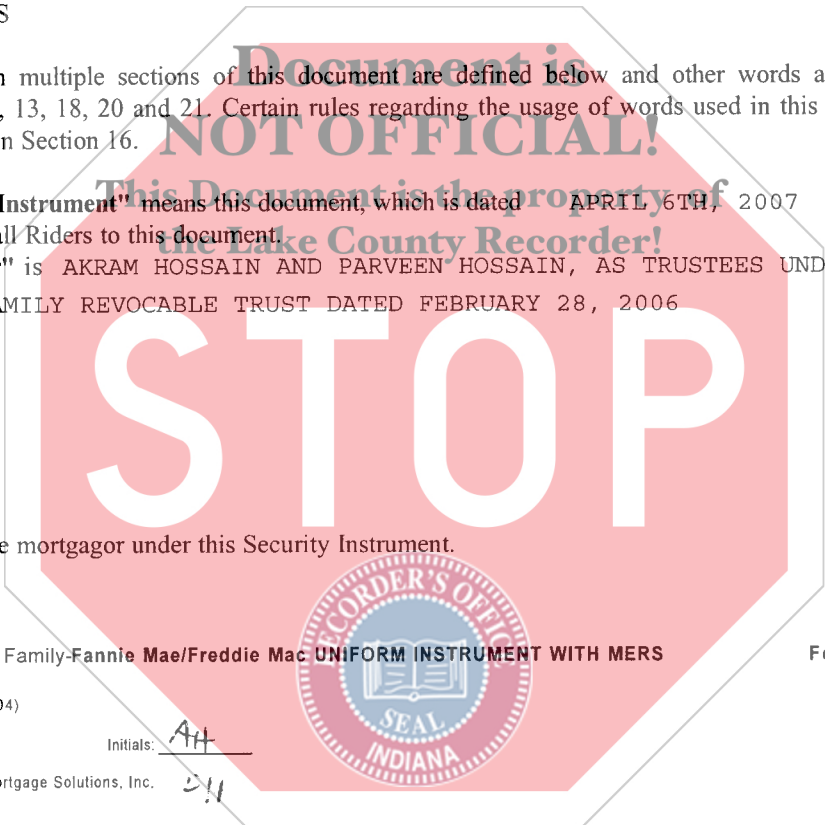 S
Document is
multiple sections of this document are defined below and other words a
, 13, 18, 20 and 21. Certain rules regarding the usage of words used in this
n Section 16.
NOT OFFICIAL!
This Document is the property of
Instrument" means this document, which is dated APRIL 6TH, 2007
all Riders to this document.
the Lake County Recorder!
" is AKRAM HOSSAIN AND PARVEEN HOSSAIN, AS TRUSTEES UND
AMILY REVOCABLE TRUST DATED FEBRUARY 28, 2006
STOP
e mortgagor under this Security Instrument.
RECORDER'S OFFICE
Family-Fannie Mae/Freddie Mac UNIFORM INSTRUMENT WITH MERS Fo
04)
SEAL
INDIANA
Initials: AH
ortgage Solutions, Inc.